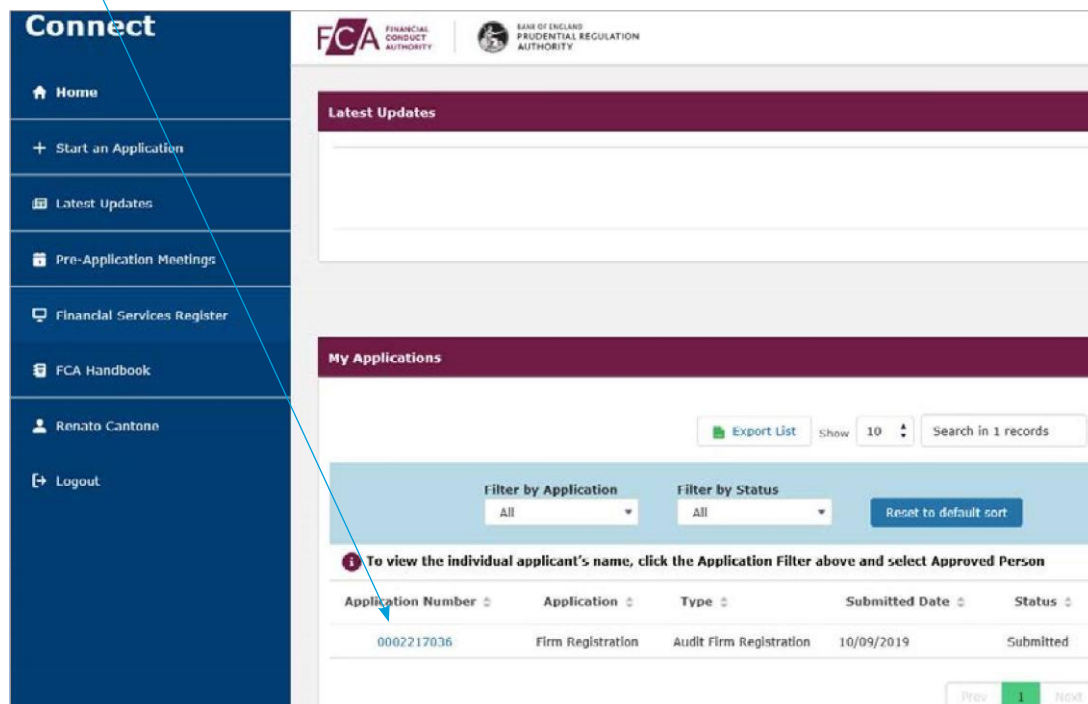 Connect
Home
Start an Application
Latest Updates
Pre-Application Meetings
Financial Services Register
FCA Handbook
Renato Cantone
Logout
FCA FINANCIAL CONDUCT AUTHORITY
BANK OF ENGLAND
PRUDENTIAL REGULATION
AUTHORITY
Latest Updates
My Applications
Export List Show 10 Search in 1 records
Filter by Application Filter by Status
All All Reset to default sort
To view the individual applicant's name, click the Application Filter above and select Approved Person
Application Number Application Type Submitted Date Status
0002217036 Firm Registration Audit Firm Registration 10/09/2019 Submitted
Prev 1 Next